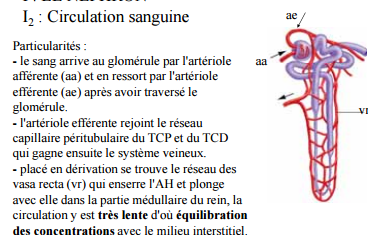 I2 : Circulation sanguine
Particularités :
- le sang arrive au glomérule par l'artériole
afférente (aa) et en ressort par l'artériole
efférente (ae) après avoir traversé le
glomérule.
- l'artériole efférente rejoint le réseau
capillaire péritubulaire du TCP et du TCD
qui gagne ensuite le système veineux.
- placé en dérivation se trouve le réseau des
vasa recta (vr) qui enserre l'AH et plonge
avec elle dans la partie médullaire du rein, la
circulation y est très lente d'où équilibration
des concentrations avec le milieu interstitiel.
ae
aa
vr